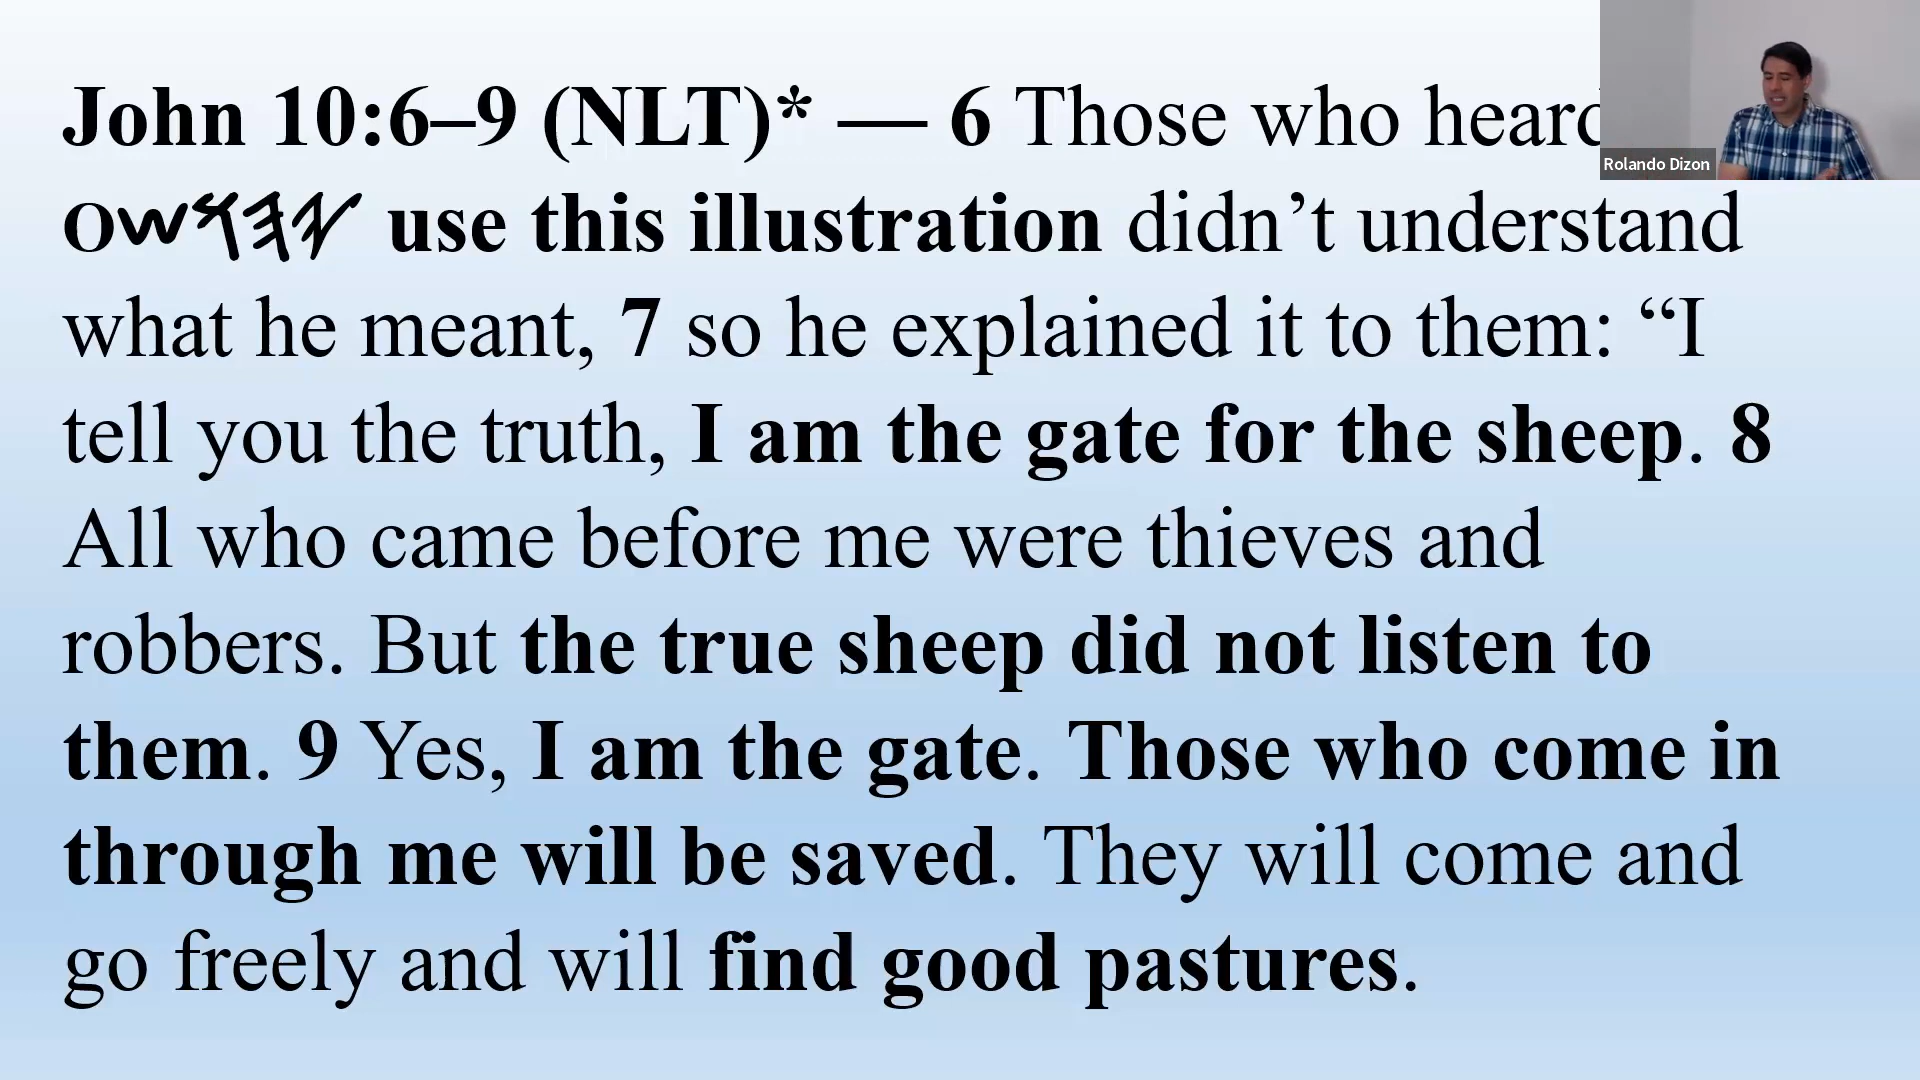 John 10:6–9 (NLT)* — 6 Those who heard
𐤉𐤄𐤅𐤔𐤏 use this illustration didn’t understand
what he meant, 7 so he explained it to them: “I
tell you the truth, I am the gate for the sheep. 8
All who came before me were thieves and
robbers. But the true sheep did not listen to
them. 9 Yes, I am the gate. Those who come in
through me will be saved. They will come and
go freely and will find good pastures.
Rolando Dizon